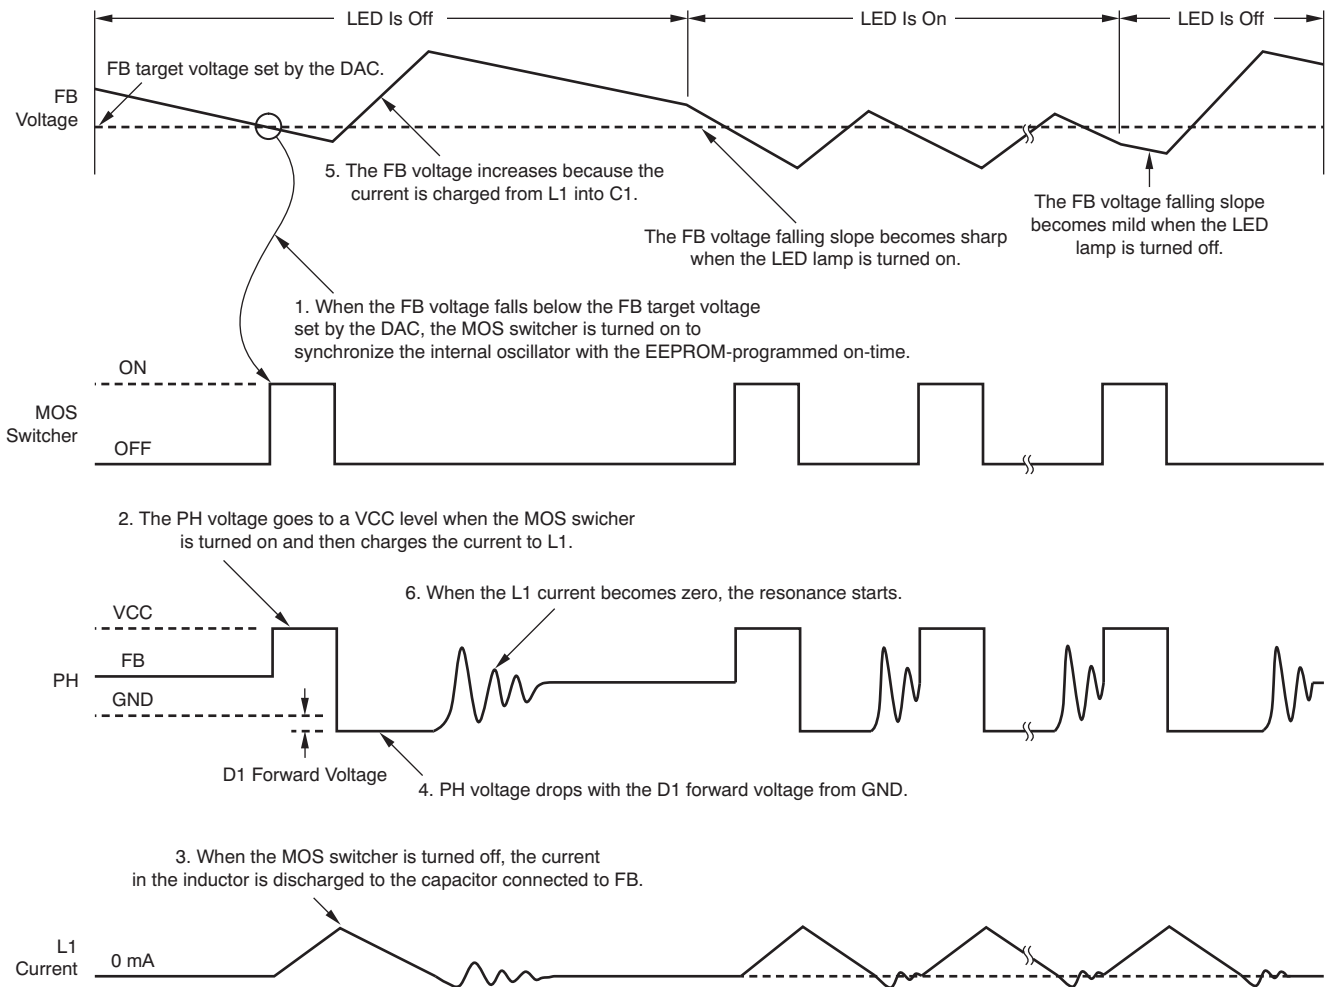 LED Is Off
LED Is On
LED Is Off
FB target voltage set by the DAC.
FB
Voltage
5. The FB voltage increases because the
current is charged from L1 into C1.
The FB voltage falling slope becomes sharp
when the LED lamp is turned on.
The FB voltage falling slope
becomes mild when the LED
lamp is turned off.
1. When the FB voltage falls below the FB target voltage
set by the DAC, the MOS switcher is turned on to
synchronize the internal oscillator with the EEPROM-programmed on-time.
ON
MOS
Switcher
OFF
2. The PH voltage goes to a VCC level when the MOS swicher
is turned on and then charges the current to L1.
6. When the L1 current becomes zero, the resonance starts.
VCC
FB
PH
GND
D1 Forward Voltage
4. PH voltage drops with the D1 forward voltage from GND.
3. When the MOS switcher is turned off, the current
in the inductor is discharged to the capacitor connected to FB.
L1
Current
0 mA